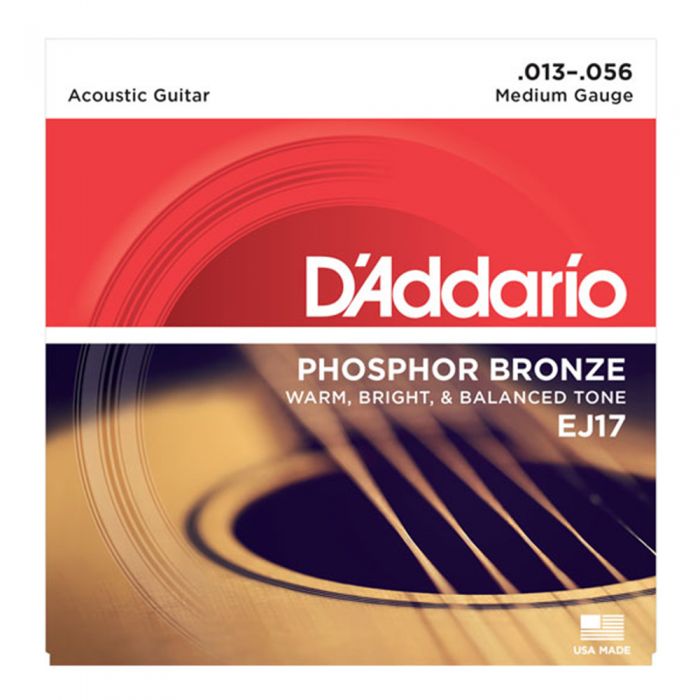 .013–.056
Acoustic Guitar
Medium Gauge
D'Addario
PHOSPHOR BRONZE
WARM, BRIGHT, & BALANCED TONE
EJ17
USA MADE